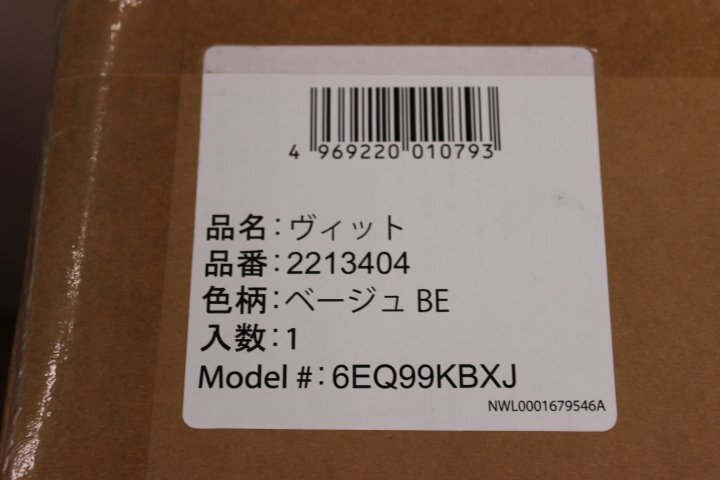 4 969220 010793
品名:ヴィット
品番:2213404
色柄:ベージュ BE
入数:1
Model #:6EQ99KBXJ
NWL0001679546A